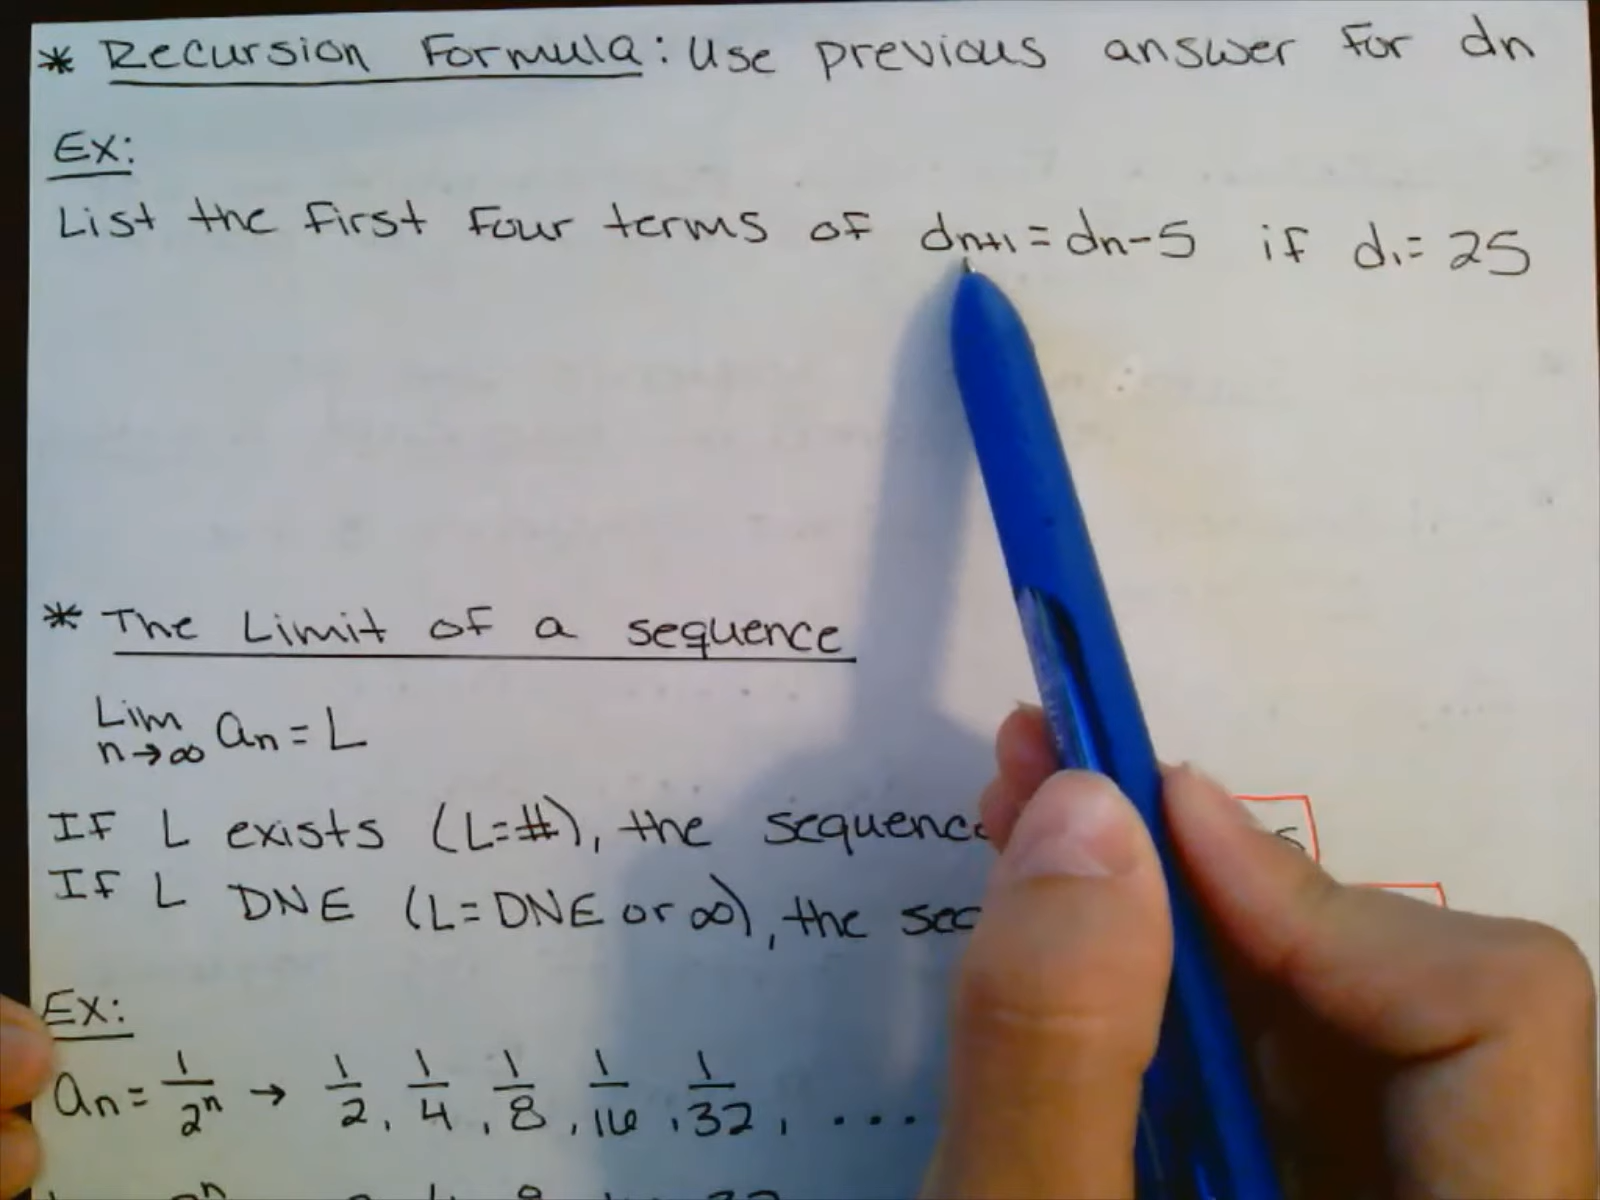 * Recursion Formula: Use previous answer for dn
Ex:
List the first four terms of dn+1 = dn-5 if d1 = 25
* The Limit of a sequence
Lim n→∞ an = L
If L exists (L=#), the sequence
If L DNE (L=DNE or ∞), the
Ex:
an = 1/2ⁿ → 1/2, 1/4, 1/8, 1/16, 1/32, ...